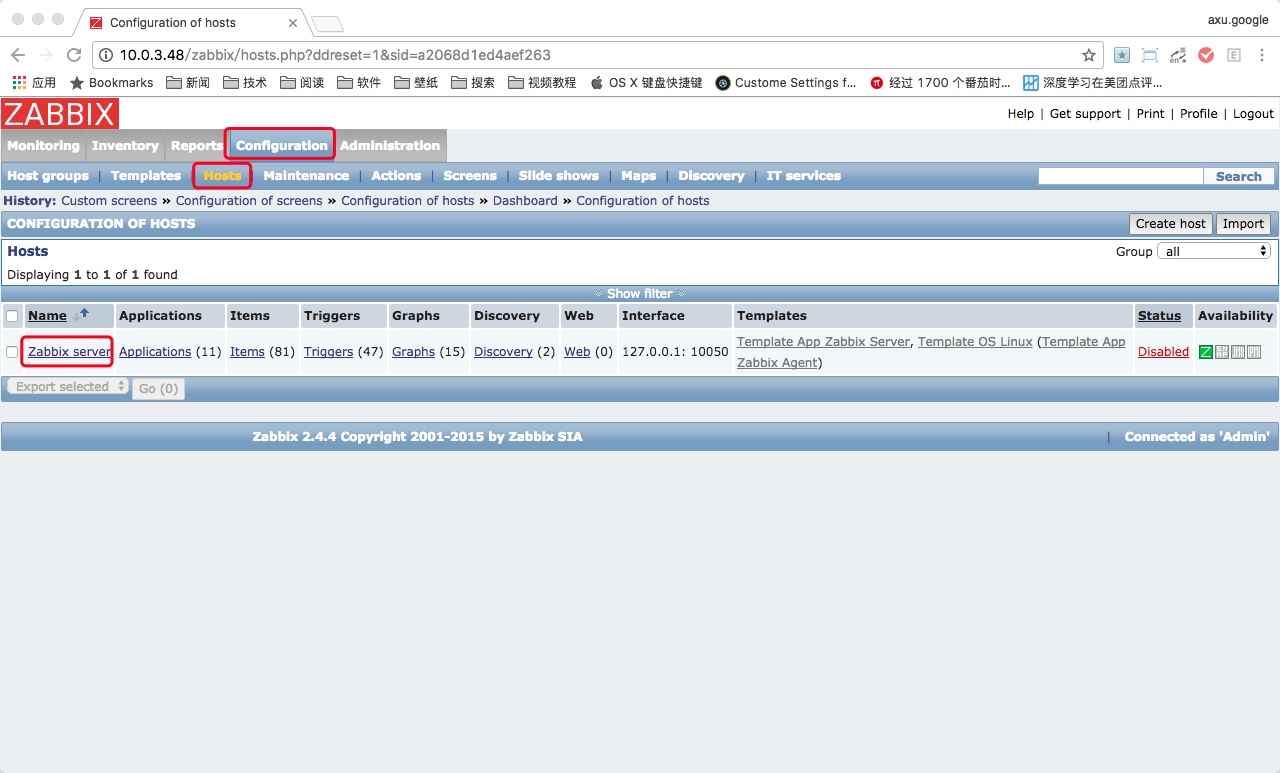 Configuration of hosts
axu.google
10.0.3.48/zabbix/hosts.php?ddreset=1&sid=a2068d1ed4aef263
应用 Bookmarks 新闻 技术 阅读 软件 壁纸 搜索 视频教程 OS X 键盘快捷键 Custome Settings f... 经过 1700 个番茄时... 深度学习在美团点评...
ZABBIX
Help | Get support | Print | Profile | Logout
Monitoring Inventory Reports Configuration Administration
Host groups | Templates | Hosts | Maintenance | Actions | Screens | Slide shows | Maps | Discovery | IT services Search
History: Custom screens » Configuration of screens » Configuration of hosts » Dashboard » Configuration of hosts
CONFIGURATION OF HOSTS Create host Import
Hosts Group all
Displaying 1 to 1 of 1 found
Show filter
Name Applications Items Triggers Graphs Discovery Web Interface Templates Status Availability
Zabbix server Applications (11) Items (81) Triggers (47) Graphs (15) Discovery (2) Web (0) 127.0.0.1: 10050 Template App Zabbix Server, Template OS Linux (Template App Disabled Z
Zabbix Agent)
Export selected Go (0)
Zabbix 2.4.4 Copyright 2001-2015 by Zabbix SIA | Connected as 'Admin'